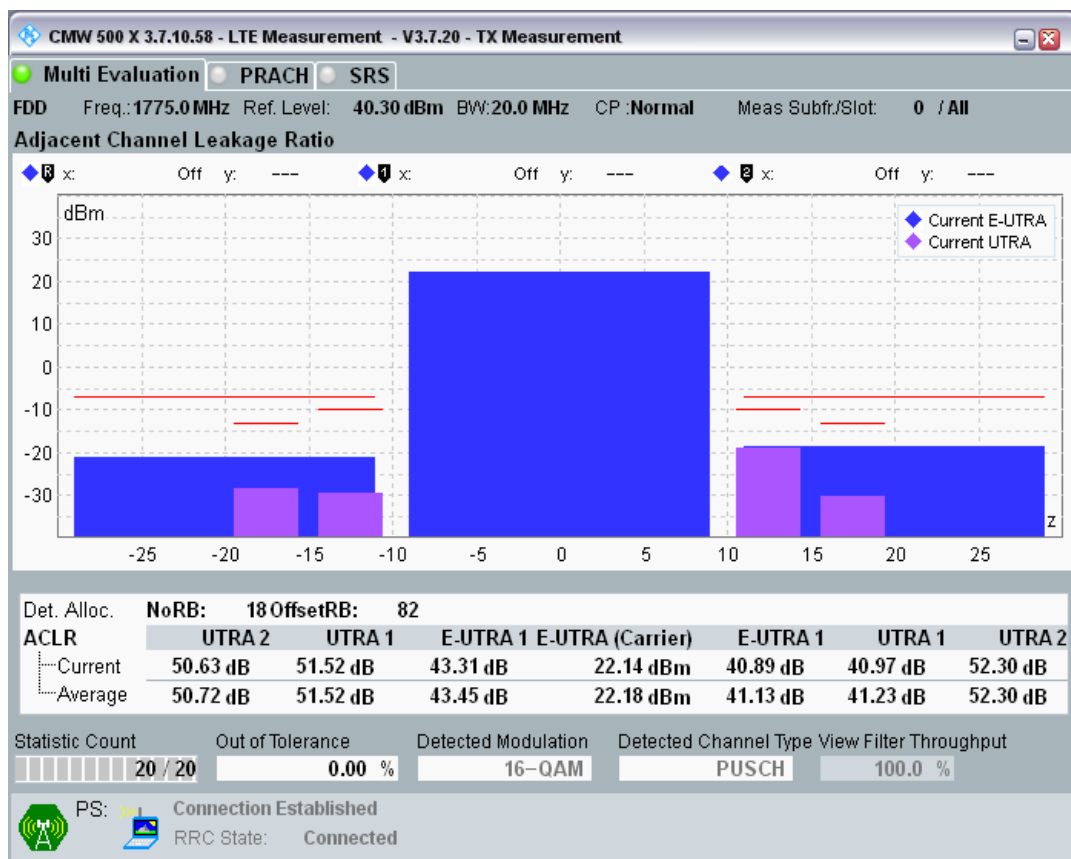 CMW 500 X 3.7.10.58 - LTE Measurement - V3.7.20 - TX Measurement
Multi Evaluation PRACH SRS
FDD Freq.: 1775.0 MHz Ref. Level: 40.30 dBm BW: 20.0 MHz CP : Normal Meas Subfr./Slot: 0 / All
Adjacent Channel Leakage Ratio
R x: Off y: --- 1 x: Off y: --- 2 x: Off y: ---
dBm
Current E-UTRA
Current UTRA
30
20
10
0
-10
-20
-30
z
-25 -20 -15 -10 -5 0 5 10 15 20 25
Det. Alloc. NoRB: 18 OffsetRB: 82
ACLR UTRA 2 UTRA 1 E-UTRA 1 E-UTRA (Carrier) E-UTRA 1 UTRA 1 UTRA 2
Current 50.63 dB 51.52 dB 43.31 dB 22.14 dBm 40.89 dB 40.97 dB 52.30 dB
Average 50.72 dB 51.52 dB 43.45 dB 22.18 dBm 41.13 dB 41.23 dB 52.30 dB
Statistic Count Out of Tolerance Detected Modulation Detected Channel Type View Filter Throughput
20 / 20 0.00 % 16-QAM PUSCH 100.0 %
PS: Connection Established
RRC State: Connected